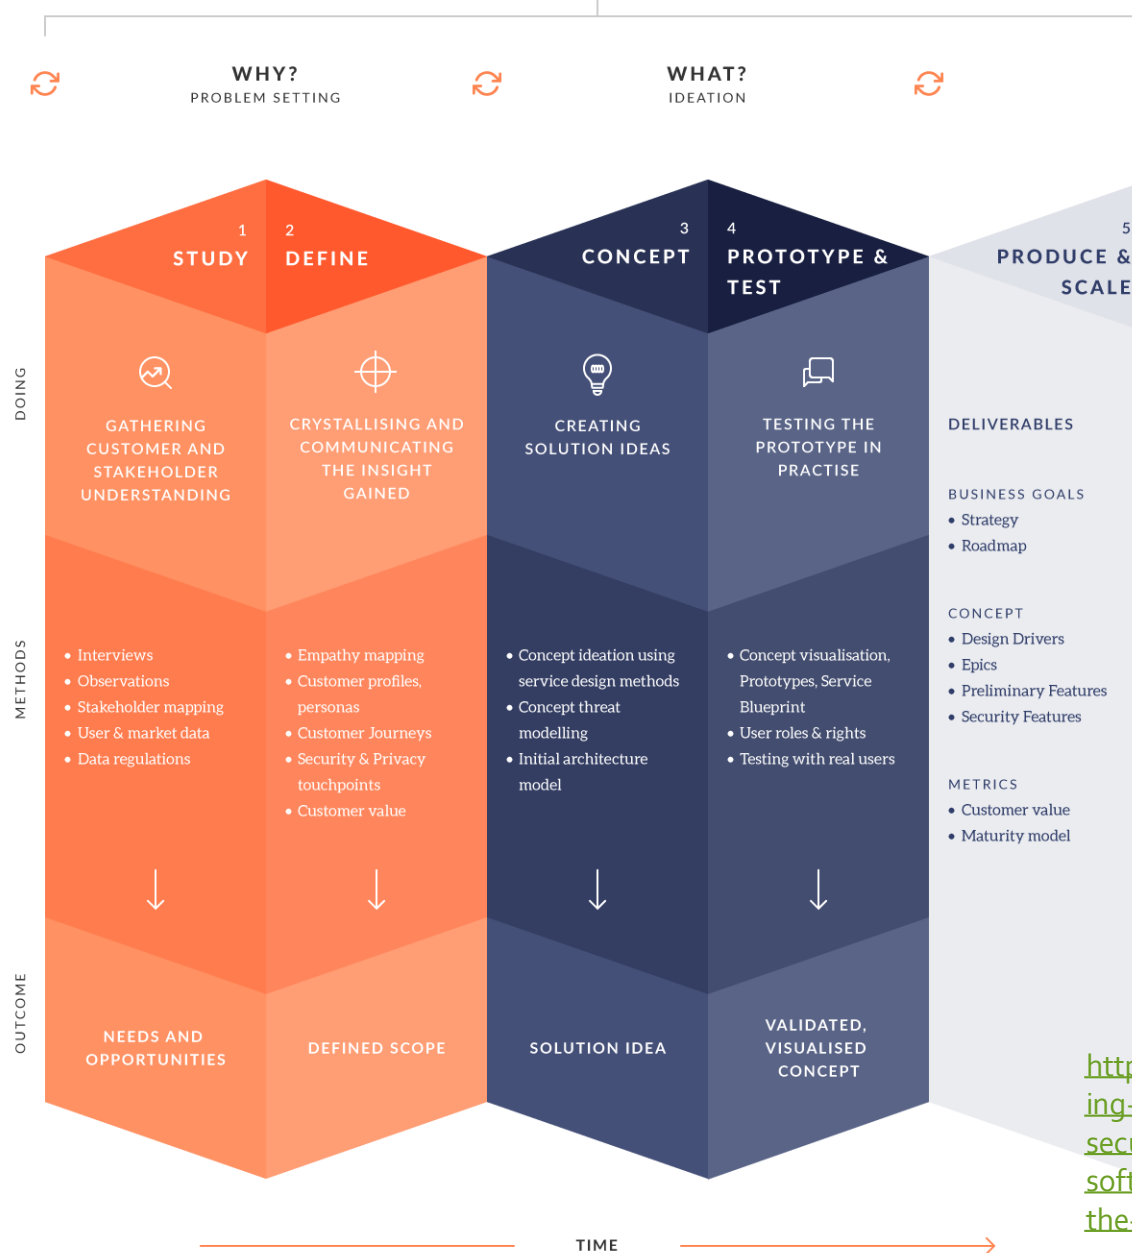 WHY?
PROBLEM SETTING
WHAT?
IDEATION
1
STUDY
2
DEFINE
3
CONCEPT
4
PROTOTYPE &
TEST
5
PRODUCE &
SCALE
DOING
GATHERING
CUSTOMER AND
STAKEHOLDER
UNDERSTANDING
CRYSTALLISING AND
COMMUNICATING
THE INSIGHT
GAINED
CREATING
SOLUTION IDEAS
TESTING THE
PROTOTYPE IN
PRACTISE
METHODS
• Interviews
• Observations
• Stakeholder mapping
• User & market data
• Data regulations
• Empathy mapping
• Customer profiles,
personas
• Customer Journeys
• Security & Privacy
touchpoints
• Customer value
• Concept ideation using
service design methods
• Concept threat
modelling
• Initial architecture
model
• Concept visualisation,
Prototypes, Service
Blueprint
• User roles & rights
• Testing with real users
DELIVERABLES
BUSINESS GOALS
• Strategy
• Roadmap
CONCEPT
• Design Drivers
• Epics
• Preliminary Features
• Security Features
METRICS
• Customer value
• Maturity model
OUTCOME
NEEDS AND
OPPORTUNITIES
DEFINED SCOPE
SOLUTION IDEA
VALIDATED,
VISUALISED
CONCEPT
http
ing-
secu
soft
the-
TIME